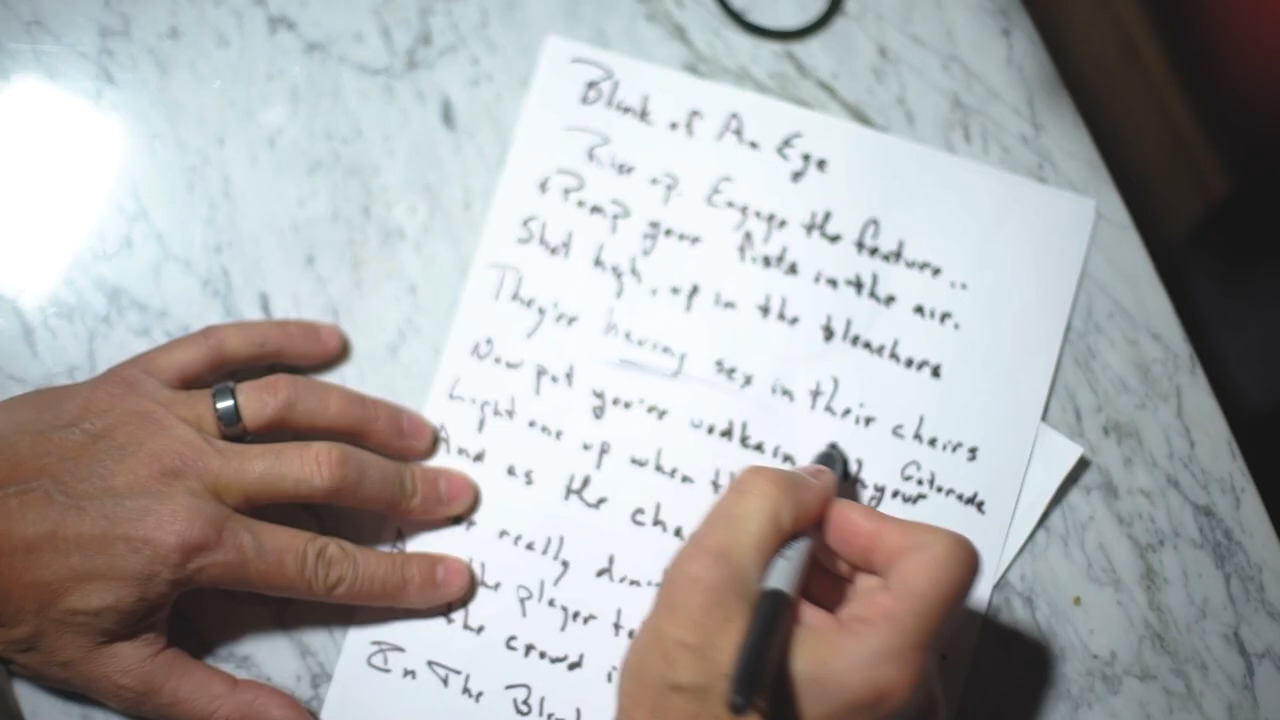 Blink of An Eye
Rise up. Engage the feature..
Pump your fists in the air.
Shot high, up in the bleachers
They're having sex in their chairs
Now put you're vodka in with your Gatorade
Light one up when
And as the
really
the player
the crowd
In The